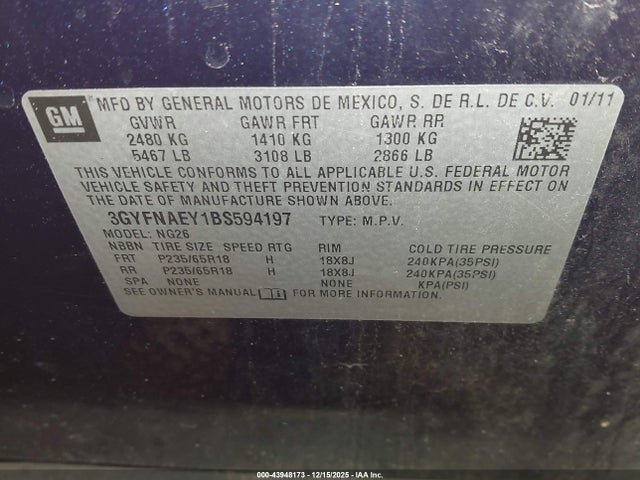 GM
MFD BY GENERAL MOTORS DE MEXICO, S. DE R.L. DE C.V. 01/11
GVWR GAWR FRT GAWR RR
2480 KG 1410 KG 1300 KG
5467 LB 3108 LB 2866 LB
THIS VEHICLE CONFORMS TO ALL APPLICABLE U.S. FEDERAL MOTOR
VEHICLE SAFETY AND THEFT PREVENTION STANDARDS IN EFFECT ON
THE DATE OF MANUFACTURE SHOWN ABOVE.
3GYFNAEY1BS594197 TYPE: M.P.V.
MODEL: NG26
NBBN TIRE SIZE SPEED RTG RIM COLD TIRE PRESSURE
FRT P235/65R18 H 18X8J 240KPA(35PSI)
RR P235/65R18 H 18X8J 240KPA(35PSI)
SPA NONE NONE KPA(PSI)
SEE OWNER'S MANUAL FOR MORE INFORMATION.
000-43948173 - 12/15/2025 - IAA Inc.